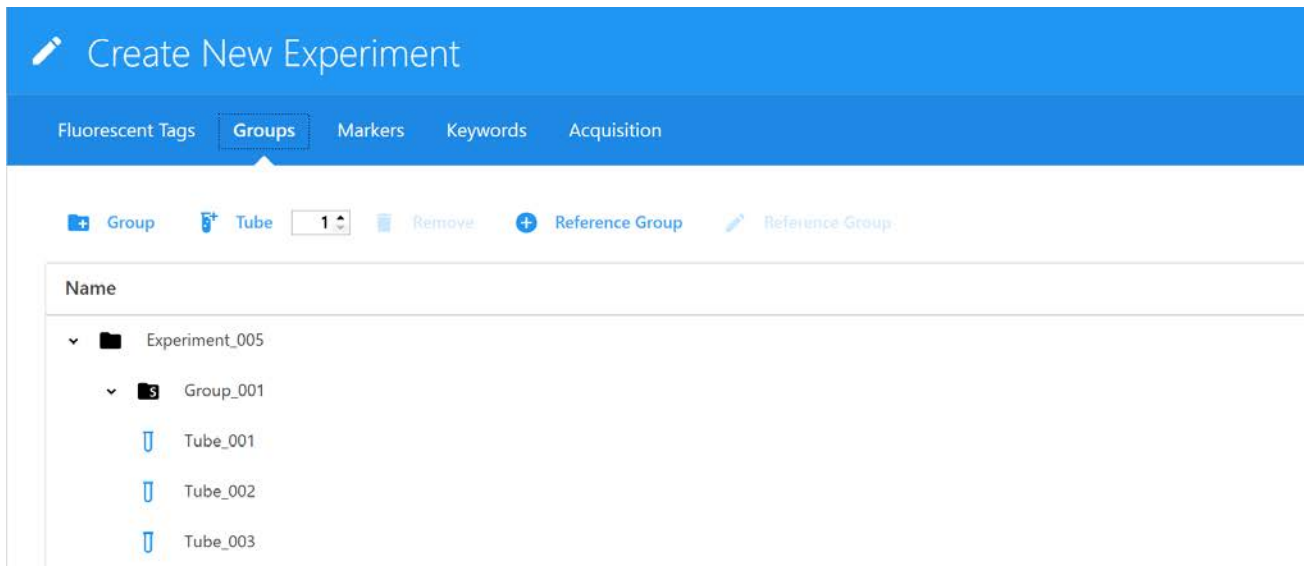 Create New Experiment
Fluorescent Tags Groups Markers Keywords Acquisition
Group Tube 1 Remove Reference Group Reference Group
Name
Experiment_005
S Group_001
Tube_001
Tube_002
Tube_003